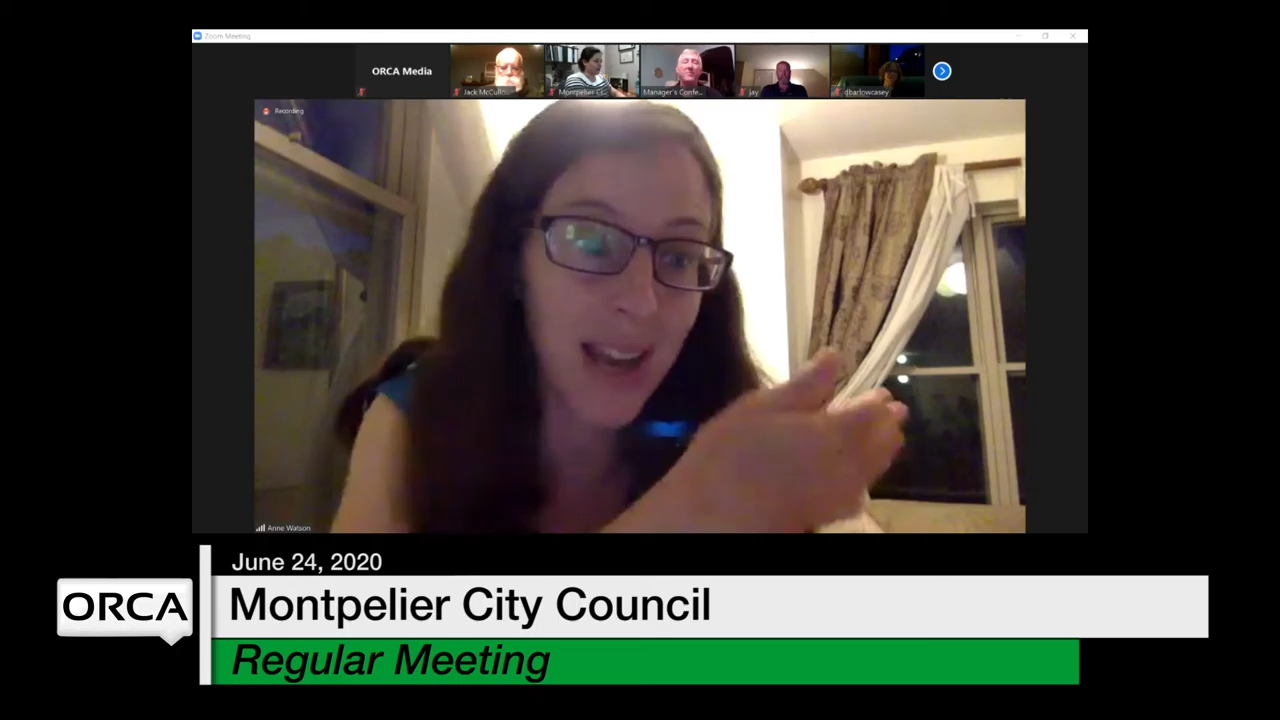 Zoom Meeting
ORCA Media
Jack McCullo...
Montpelier Ci...
Manager's Confe...
jay
dbarlowcasey
Recording
Anne Watson
June 24, 2020
ORCA
Montpelier City Council
Regular Meeting